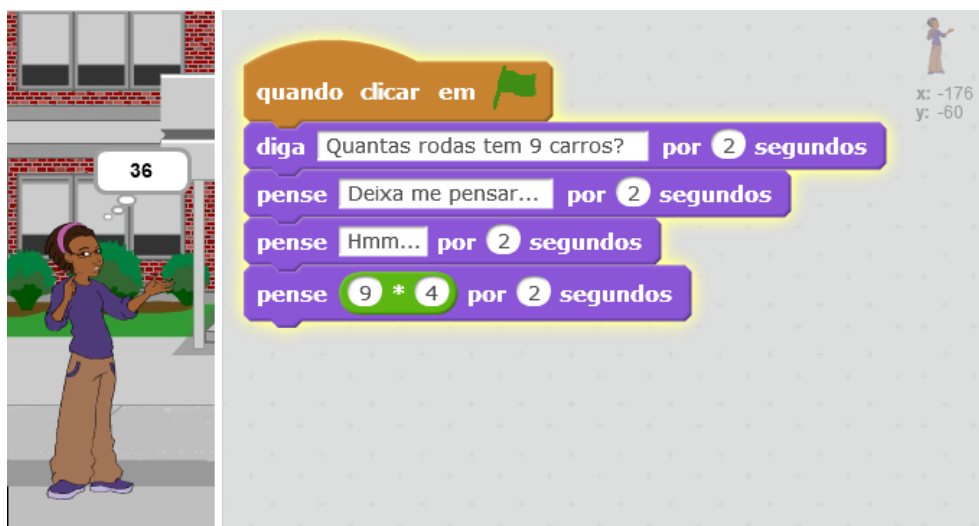 36
quando clicar em
diga Quantas rodas tem 9 carros? por 2 segundos
pense Deixa me pensar... por 2 segundos
pense Hmm... por 2 segundos
pense 9 * 4 por 2 segundos
x: -176
y: -60